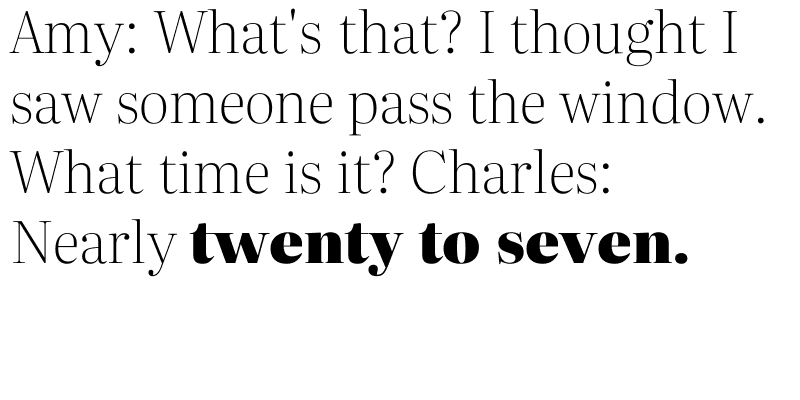 Amy: What's that? I thought I
saw someone pass the window.
What time is it? Charles:
Nearly twenty to seven.